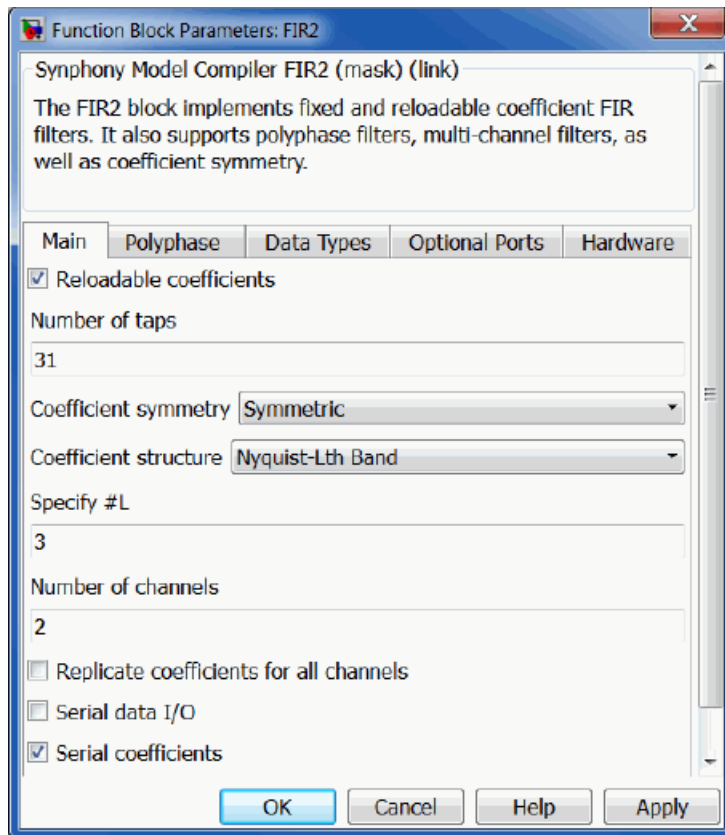 Function Block Parameters: FIR2
Synphony Model Compiler FIR2 (mask) (link)
The FIR2 block implements fixed and reloadable coefficient FIR
filters. It also supports polyphase filters, multi-channel filters, as
well as coefficient symmetry.
Main Polyphase Data Types Optional Ports Hardware
Reloadable coefficients
Number of taps
31
Coefficient symmetry Symmetric
Coefficient structure Nyquist-Lth Band
Specify #L
3
Number of channels
2
Replicate coefficients for all channels
Serial data I/O
Serial coefficients
OK Cancel Help Apply